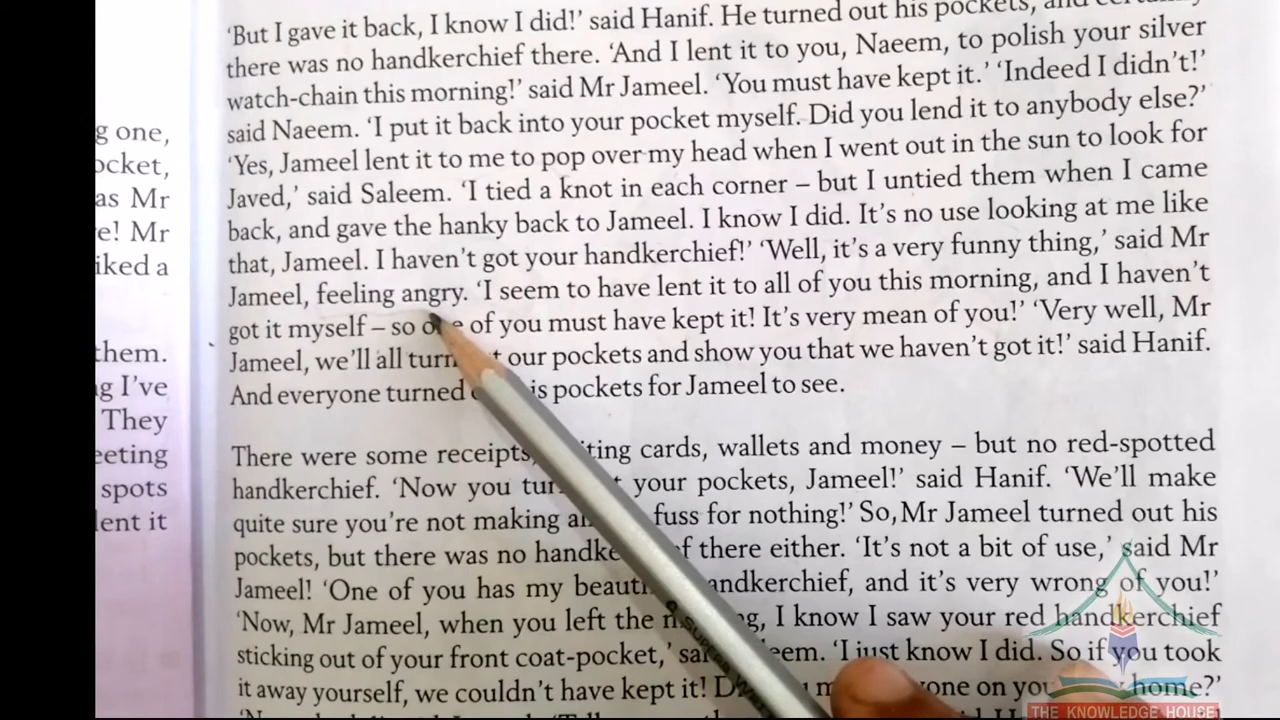 g one,
ocket,
as Mr
e! Mr
iked a
them.
g I've
They
eeting
spots
lent it
‘But I gave it back, I know I did!’ said Hanif. He turned out his pockets, and
there was no handkerchief there. ‘And I lent it to you, Naeem, to polish your silver
watch-chain this morning!’ said Mr Jameel. ‘You must have kept it.’ ‘Indeed I didn’t!’
said Naeem. ‘I put it back into your pocket myself. Did you lend it to anybody else?’
‘Yes, Jameel lent it to me to pop over my head when I went out in the sun to look for
Javed,’ said Saleem. ‘I tied a knot in each corner – but I untied them when I came
back, and gave the hanky back to Jameel. I know I did. It’s no use looking at me like
that, Jameel. I haven’t got your handkerchief!’ ‘Well, it’s a very funny thing,’ said Mr
Jameel, feeling angry. ‘I seem to have lent it to all of you this morning, and I haven’t
got it myself – so of you must have kept it! It’s very mean of you!’ ‘Very well, Mr
Jameel, we’ll all turn our pockets and show you that we haven’t got it!’ said Hanif.
And everyone turned is pockets for Jameel to see.
There were some receipts, iting cards, wallets and money – but no red-spotted
handkerchief. ‘Now you tur your pockets, Jameel!’ said Hanif. ‘We’ll make
quite sure you’re not making a fuss for nothing!’ So, Mr Jameel turned out his
pockets, but there was no handke f there either. ‘It’s not a bit of use,’ said Mr
Jameel! ‘One of you has my beauti andkerchief, and it’s very wrong of you!’
‘Now, Mr Jameel, when you left the g, I know I saw your red handkerchief
sticking out of your front coat-pocket,’ sai eem. ‘I just know I did. So if you took
it away yourself, we couldn’t have kept it! D m one on you home?’
THE KNOWLEDGE HOUSE